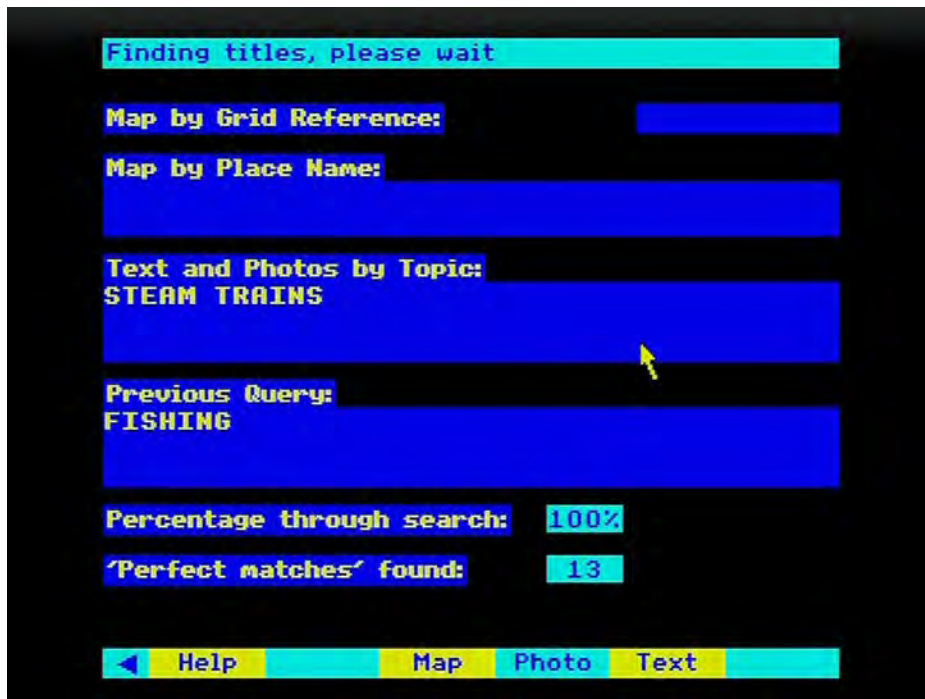 Finding titles, please wait
Map by Grid Reference:
Map by Place Name:
Text and Photos by Topic:
STEAM TRAINS
Previous Query:
FISHING
Percentage through search: 100%
'Perfect matches' found: 13
Help Map Photo Text